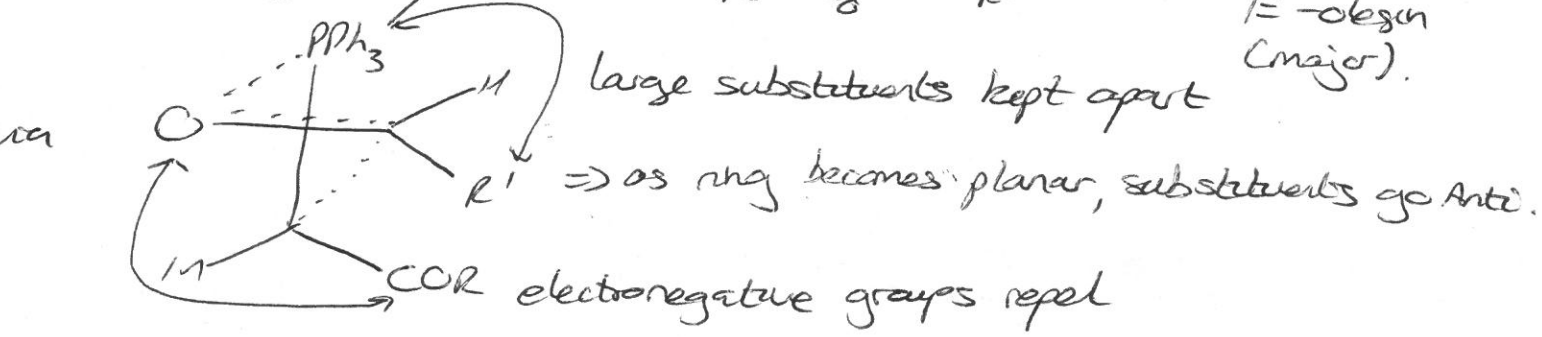 E-olefin
(major).
PPh3
H
large substituents kept apart
O
R' => as ring becomes planar, substituents go Anti.
H
COR electronegative groups repel